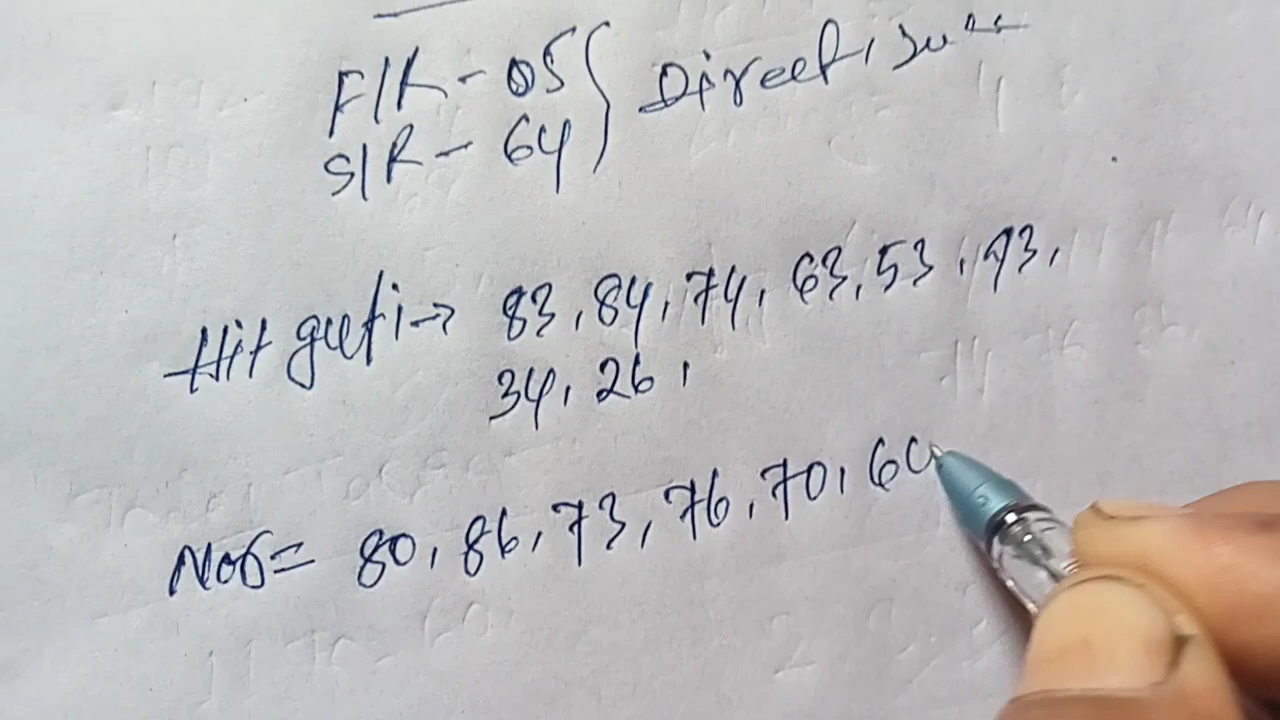 F/R - 05
S/R - 64 } Direct,
Hit guti → 83, 84, 74, 63, 53, 93,
34, 26,
Nos = 80, 86, 73, 76, 70, 60